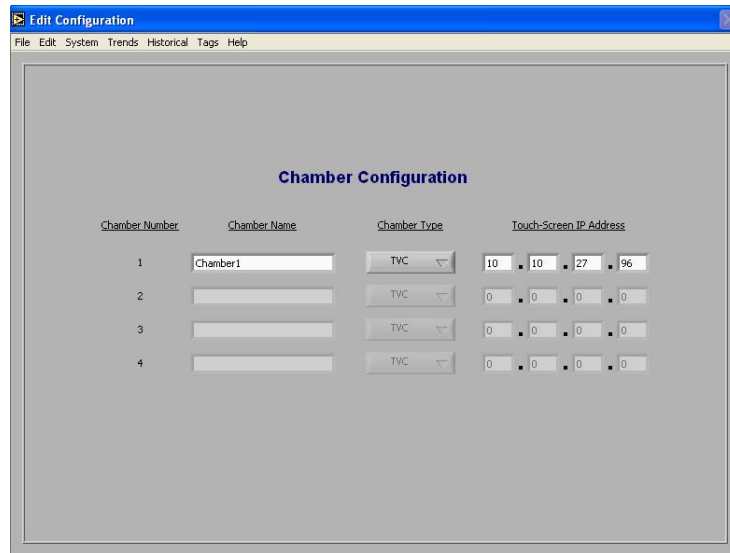 Edit Configuration
File Edit System Trends Historical Tags Help
Chamber Configuration
Chamber Number Chamber Name Chamber Type Touch-Screen IP Address
1 Chamber1 TVC 10 . 10 . 27 . 96
2 TVC 0 . 0 . 0 . 0
3 TVC 0 . 0 . 0 . 0
4 TVC 0 . 0 . 0 . 0